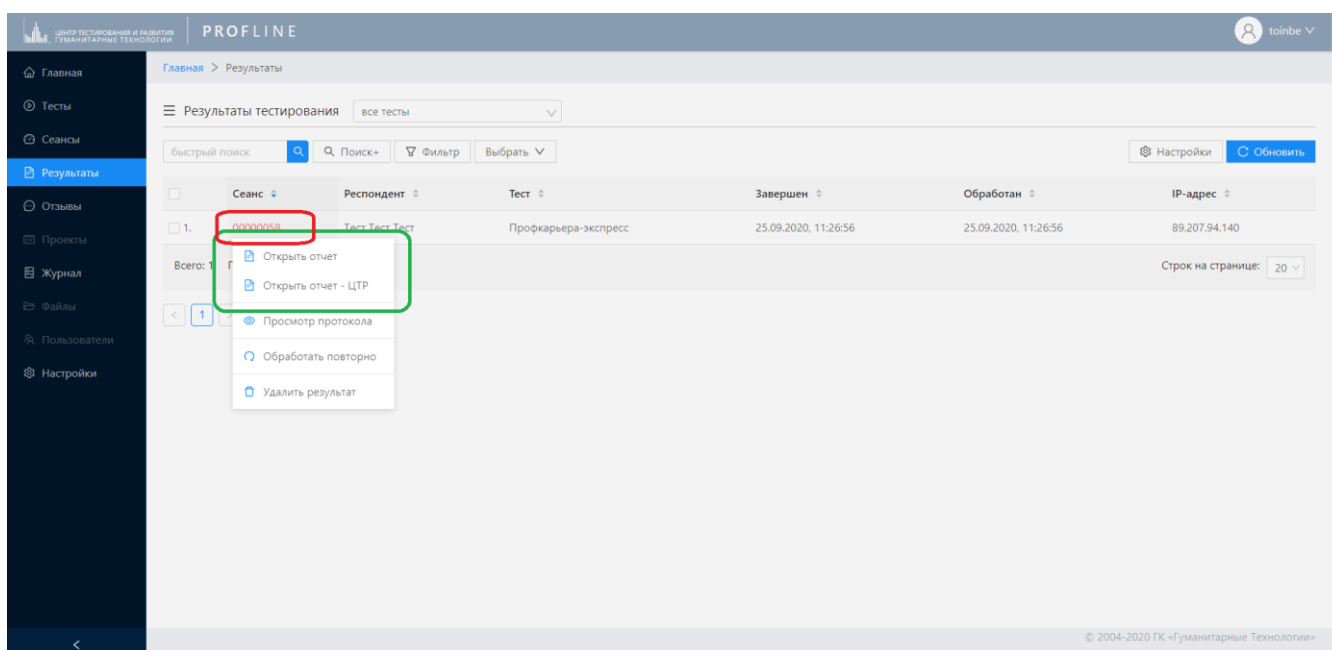 ЦЕНТР ТЕСТИРОВАНИЯ И РАЗВИТИЯ
ГУМАНИТАРНЫЕ ТЕХНОЛОГИИ
PROFLINE
toinbe
Главная
Тесты
Сеансы
Результаты
Отзывы
Проекты
Журнал
Файлы
Пользователи
Настройки
Главная > Результаты
Результаты тестирования все тесты
быстрый поиск Поиск+ Фильтр Выбрать Настройки Обновить
Сеанс Респондент Тест Завершен Обработан IP-адрес
1. 00000058 Тест Тест Тест Профкарьера-экспресс 25.09.2020, 11:26:56 25.09.2020, 11:26:56 89.207.94.140
Всего: 1 Строк на странице: 20
< 1
Открыть отчет
Открыть отчет - ЦТР
Просмотр протокола
Обработать повторно
Удалить результат
<
© 2004-2020 ГК «Гуманитарные Технологии»